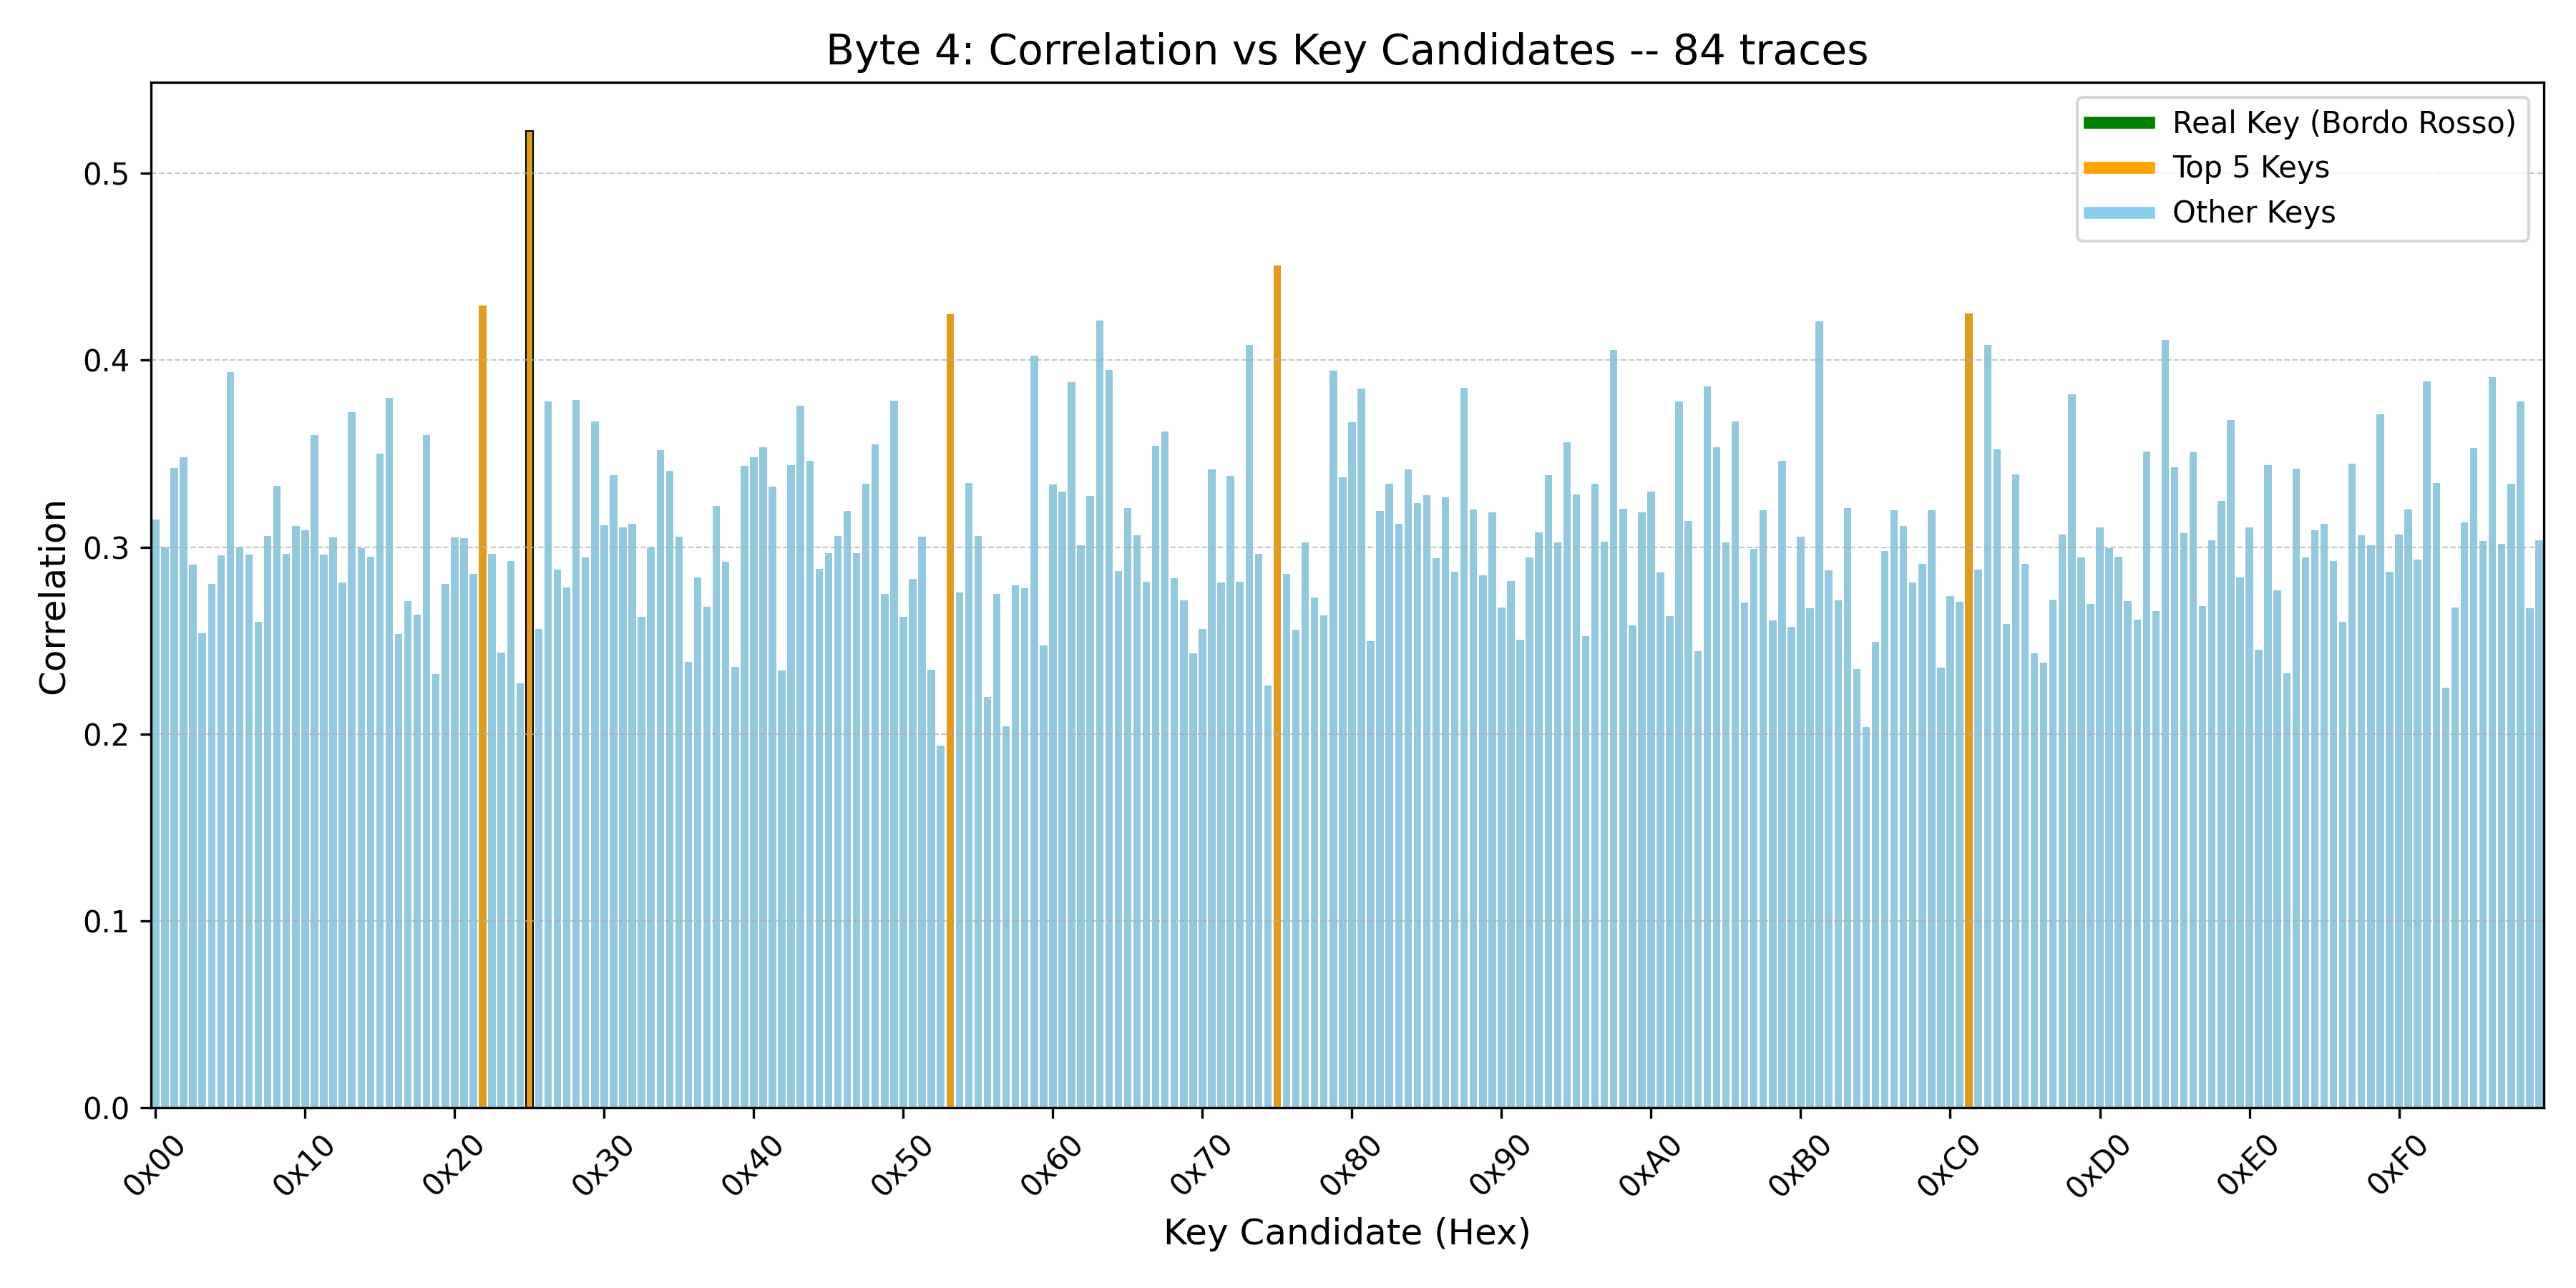 Byte 4: Correlation vs Key Candidates -- 84 traces
Real Key (Bordo Rosso)
Top 5 Keys
Other Keys
Correlation
0.5
0.4
0.3
0.2
0.1
0.0
0x00
0x10
0x20
0x30
0x40
0x50
0x60
0x70
0x80
0x90
0xA0
0xB0
0xC0
0xD0
0xE0
0xF0
Key Candidate (Hex)